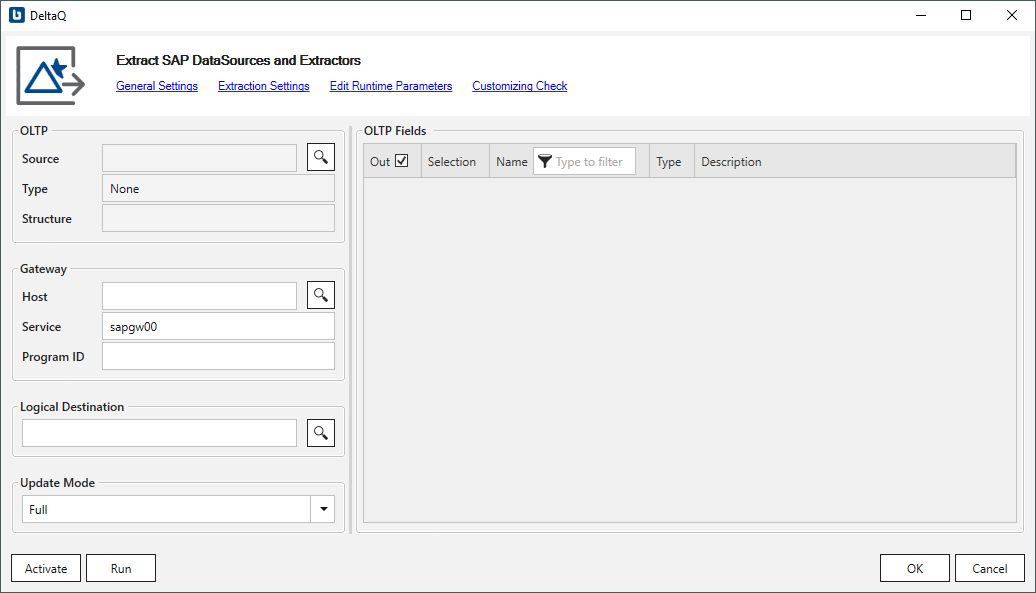 DeltaQ
Extract SAP DataSources and Extractors
General Settings Extraction Settings Edit Runtime Parameters Customizing Check
OLTP
Source
Type None
Structure
Gateway
Host
Service sapgw00
Program ID
Logical Destination
Update Mode
Full
OLTP Fields
Out Selection Name Type to filter Type Description
Activate Run OK Cancel